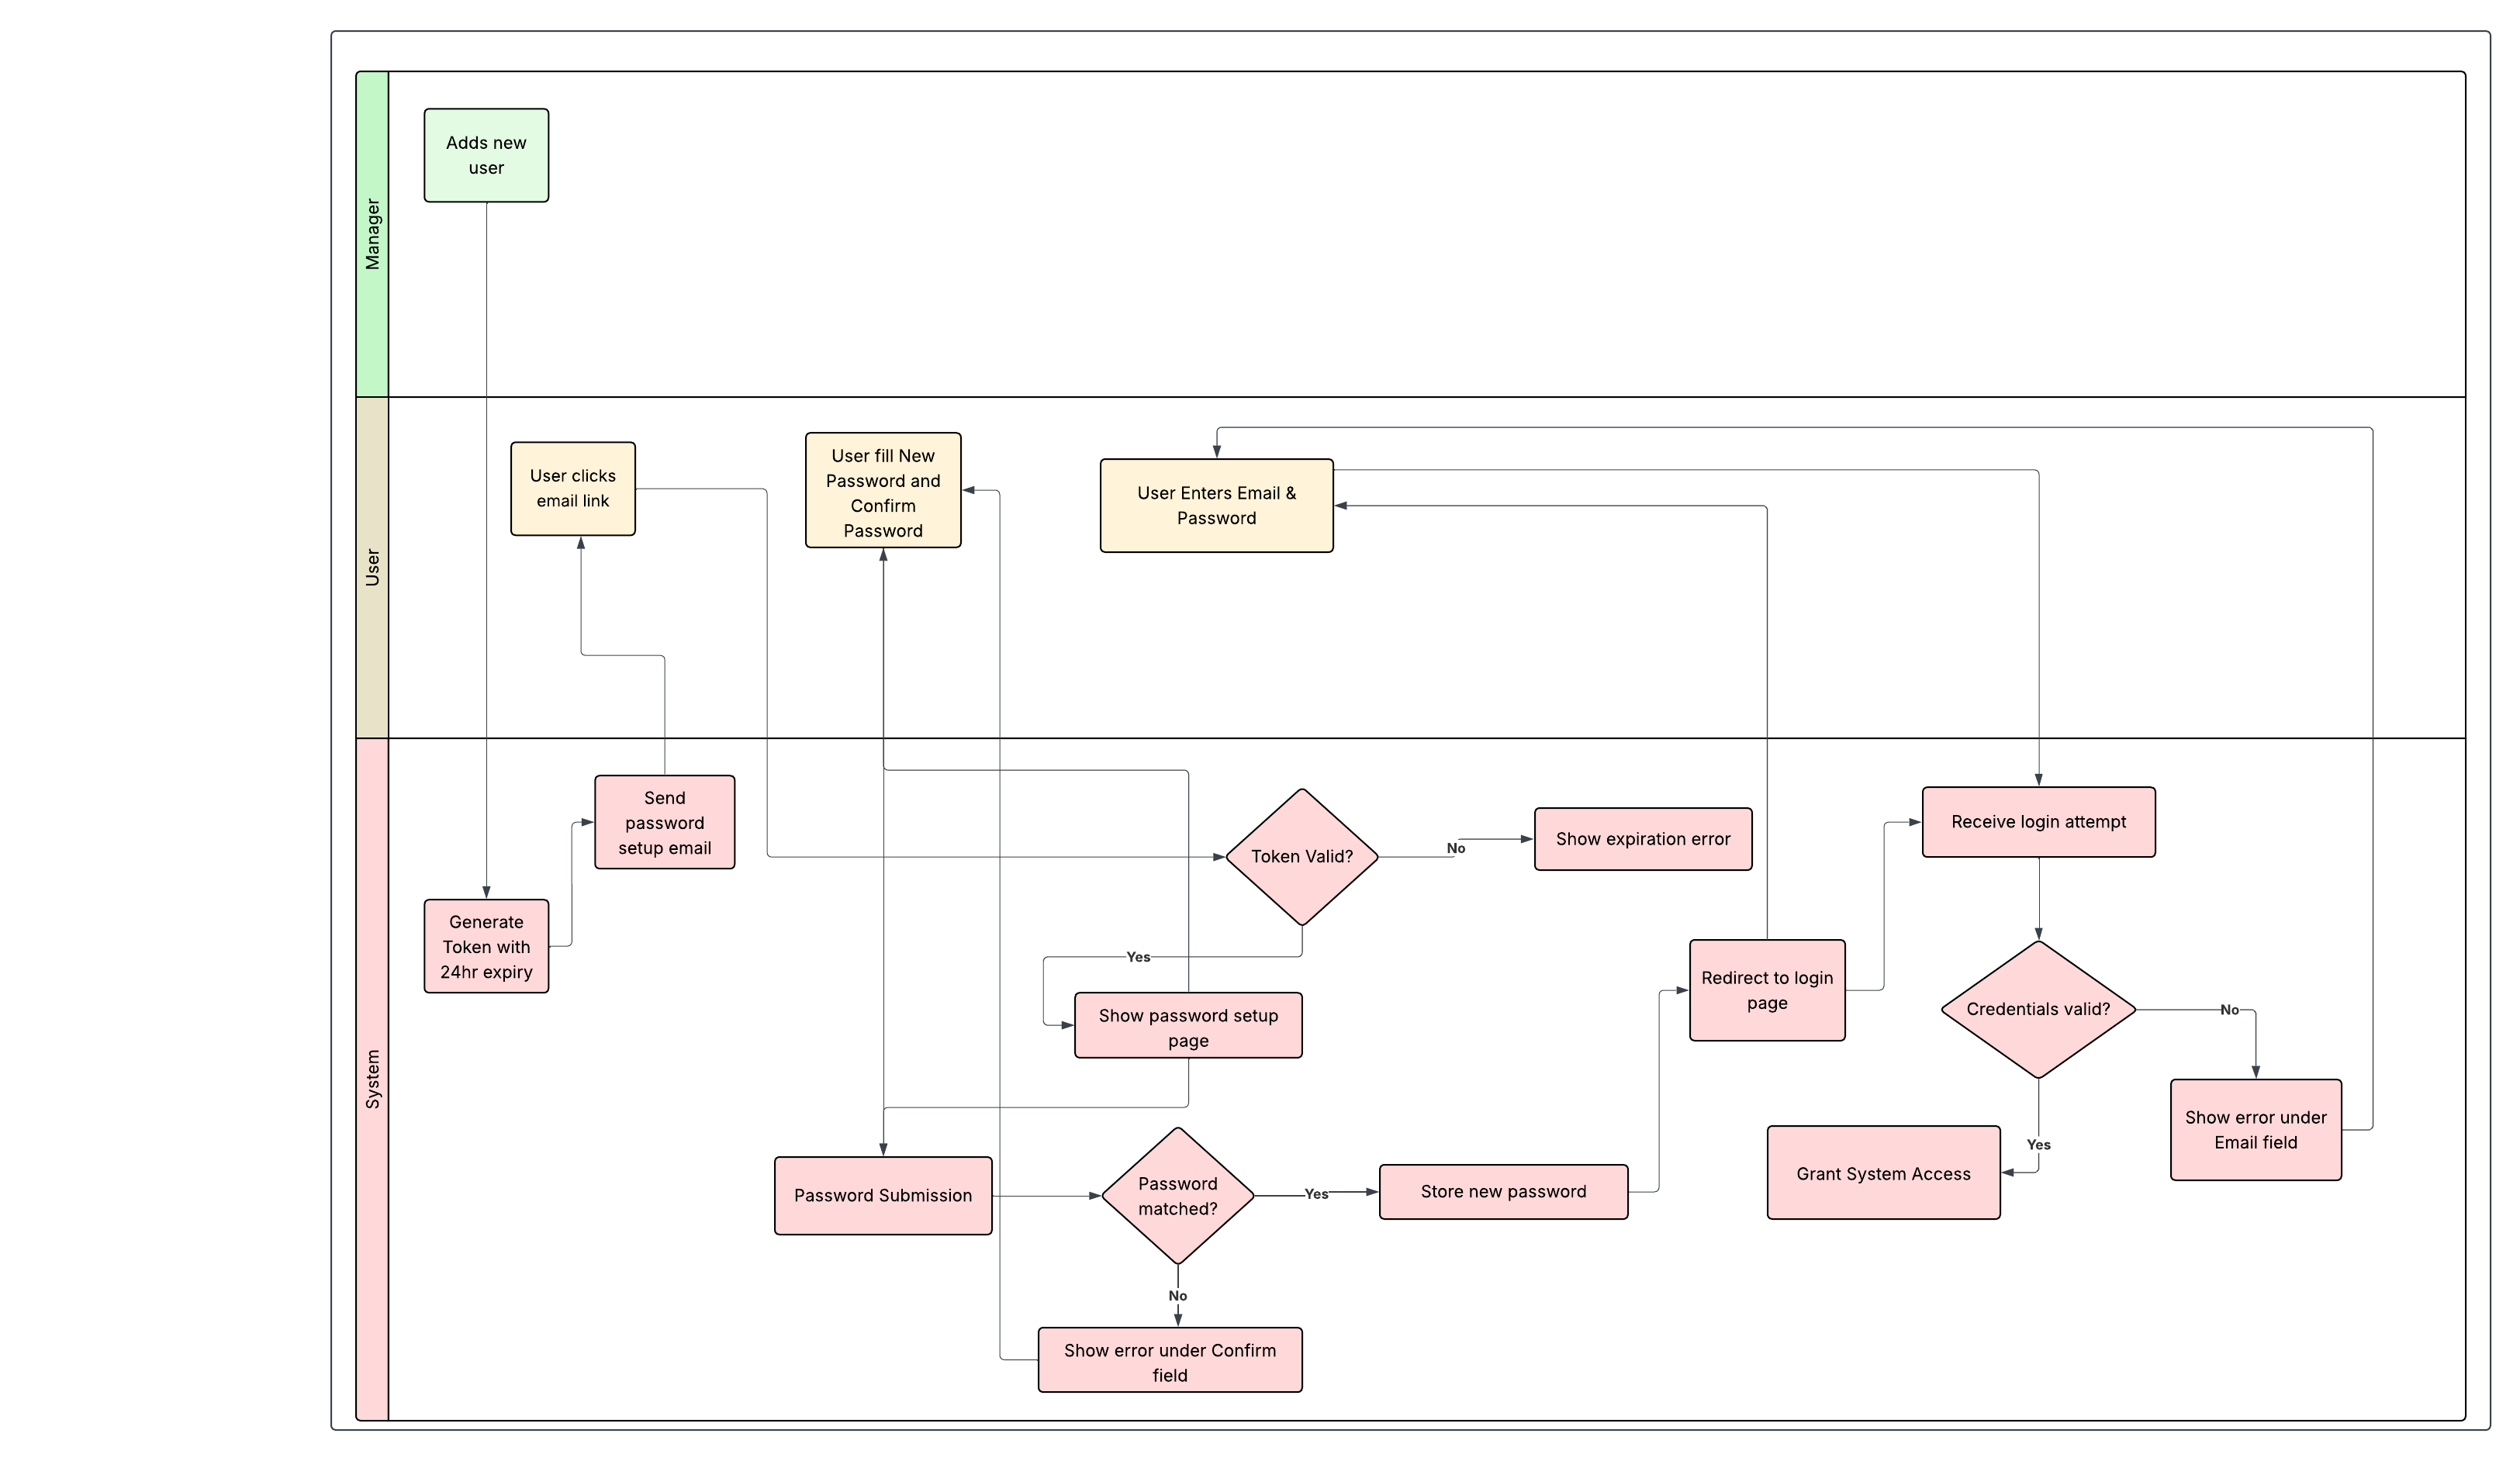 Manager
Adds new
user
User
User clicks
email link
User fill New
Password and
Confirm
Password
User Enters Email &
Password
System
Send
password
setup email
Generate
Token with
24hr expiry
Token Valid?
No
Show expiration error
Yes
Show password setup
page
Password Submission
Password
matched?
Yes
Store new password
No
Show error under Confirm
field
Redirect to login
page
Receive login attempt
Credentials valid?
No
Show error under
Email field
Yes
Grant System Access